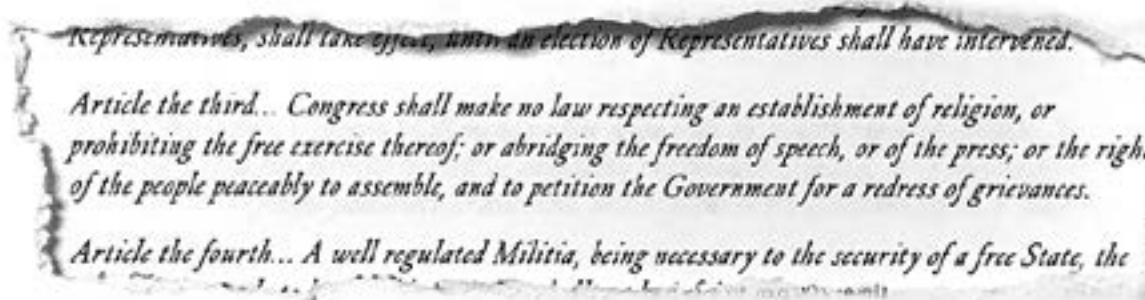 Representatives, shall take effect, until an election of Representatives shall have intervened.
Article the third... Congress shall make no law respecting an establishment of religion, or
prohibiting the free exercise thereof; or abridging the freedom of speech, or of the press; or the right
of the people peaceably to assemble, and to petition the Government for a redress of grievances.
Article the fourth... A well regulated Militia, being necessary to the security of a free State, the